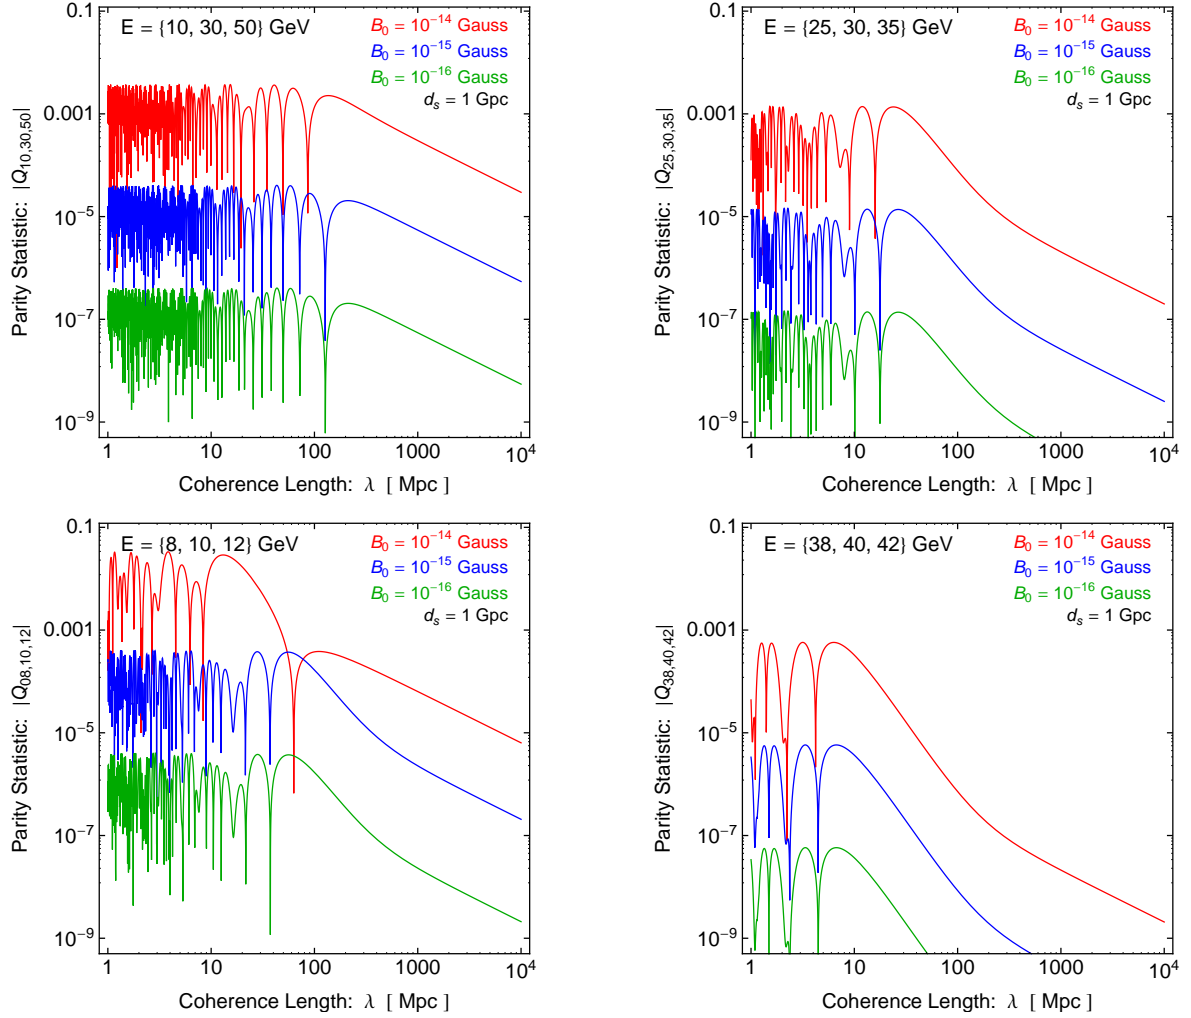 E = {10, 30, 50} GeV
B₀ = 10⁻¹⁴ Gauss
B₀ = 10⁻¹⁵ Gauss
B₀ = 10⁻¹⁶ Gauss
dₛ = 1 Gpc
Parity Statistic: |Q₁₀,₃₀,₅₀|
0.1
0.001
10⁻⁵
10⁻⁷
10⁻⁹
1
10
100
1000
10⁴
Coherence Length: λ [ Mpc ]
E = {25, 30, 35} GeV
B₀ = 10⁻¹⁴ Gauss
B₀ = 10⁻¹⁵ Gauss
B₀ = 10⁻¹⁶ Gauss
dₛ = 1 Gpc
Parity Statistic: |Q₂₅,₃₀,₃₅|
0.1
0.001
10⁻⁵
10⁻⁷
10⁻⁹
1
10
100
1000
10⁴
Coherence Length: λ [ Mpc ]
E = {8, 10, 12} GeV
B₀ = 10⁻¹⁴ Gauss
B₀ = 10⁻¹⁵ Gauss
B₀ = 10⁻¹⁶ Gauss
dₛ = 1 Gpc
Parity Statistic: |Q₀₈,₁₀,₁₂|
0.1
0.001
10⁻⁵
10⁻⁷
10⁻⁹
1
10
100
1000
10⁴
Coherence Length: λ [ Mpc ]
E = {38, 40, 42} GeV
B₀ = 10⁻¹⁴ Gauss
B₀ = 10⁻¹⁵ Gauss
B₀ = 10⁻¹⁶ Gauss
dₛ = 1 Gpc
Parity Statistic: |Q₃₈,₄₀,₄₂|
0.1
0.001
10⁻⁵
10⁻⁷
10⁻⁹
1
10
100
1000
10⁴
Coherence Length: λ [ Mpc ]